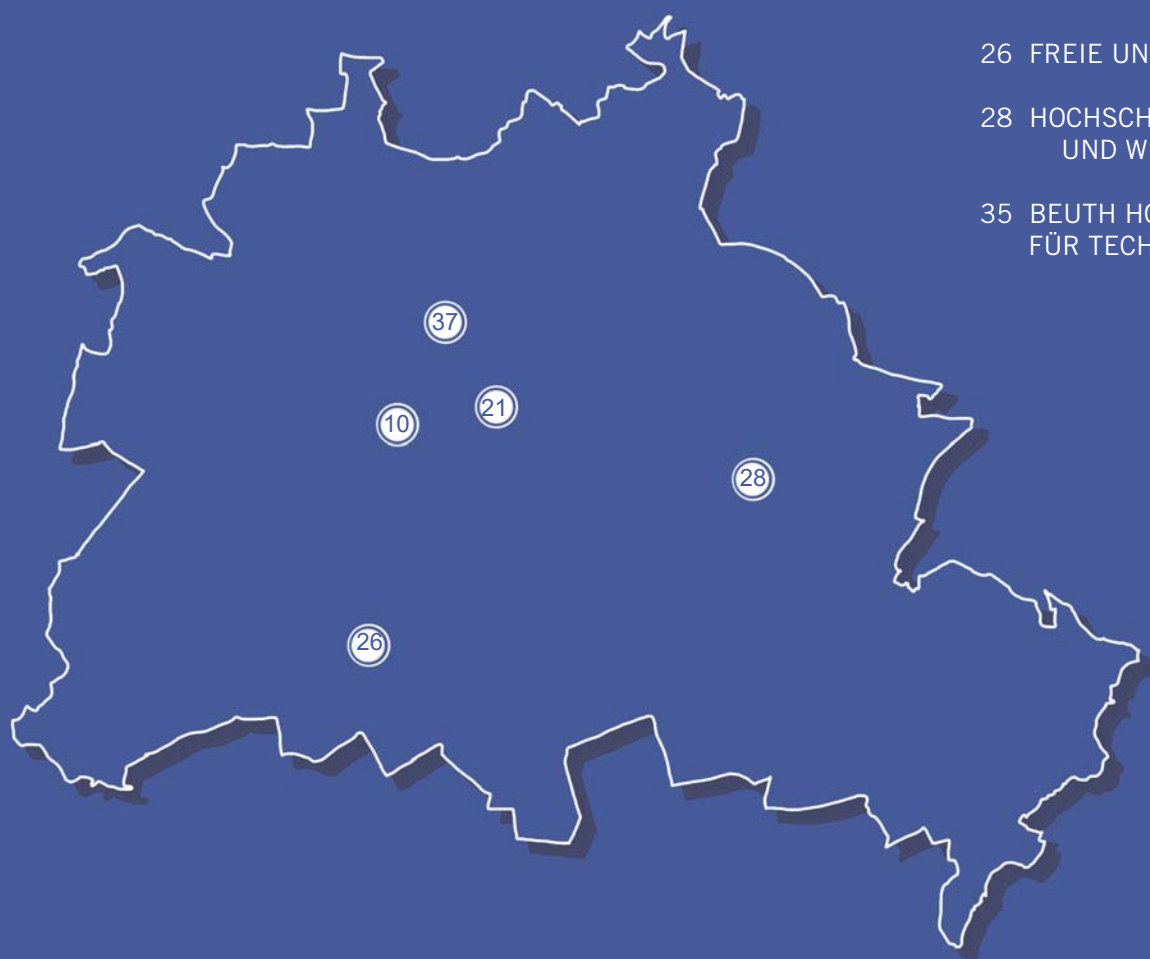 26 FREIE UN
28 HOCHSCH
UND W
35 BEUTH HO
FÜR TECH
37
21
10
28
26